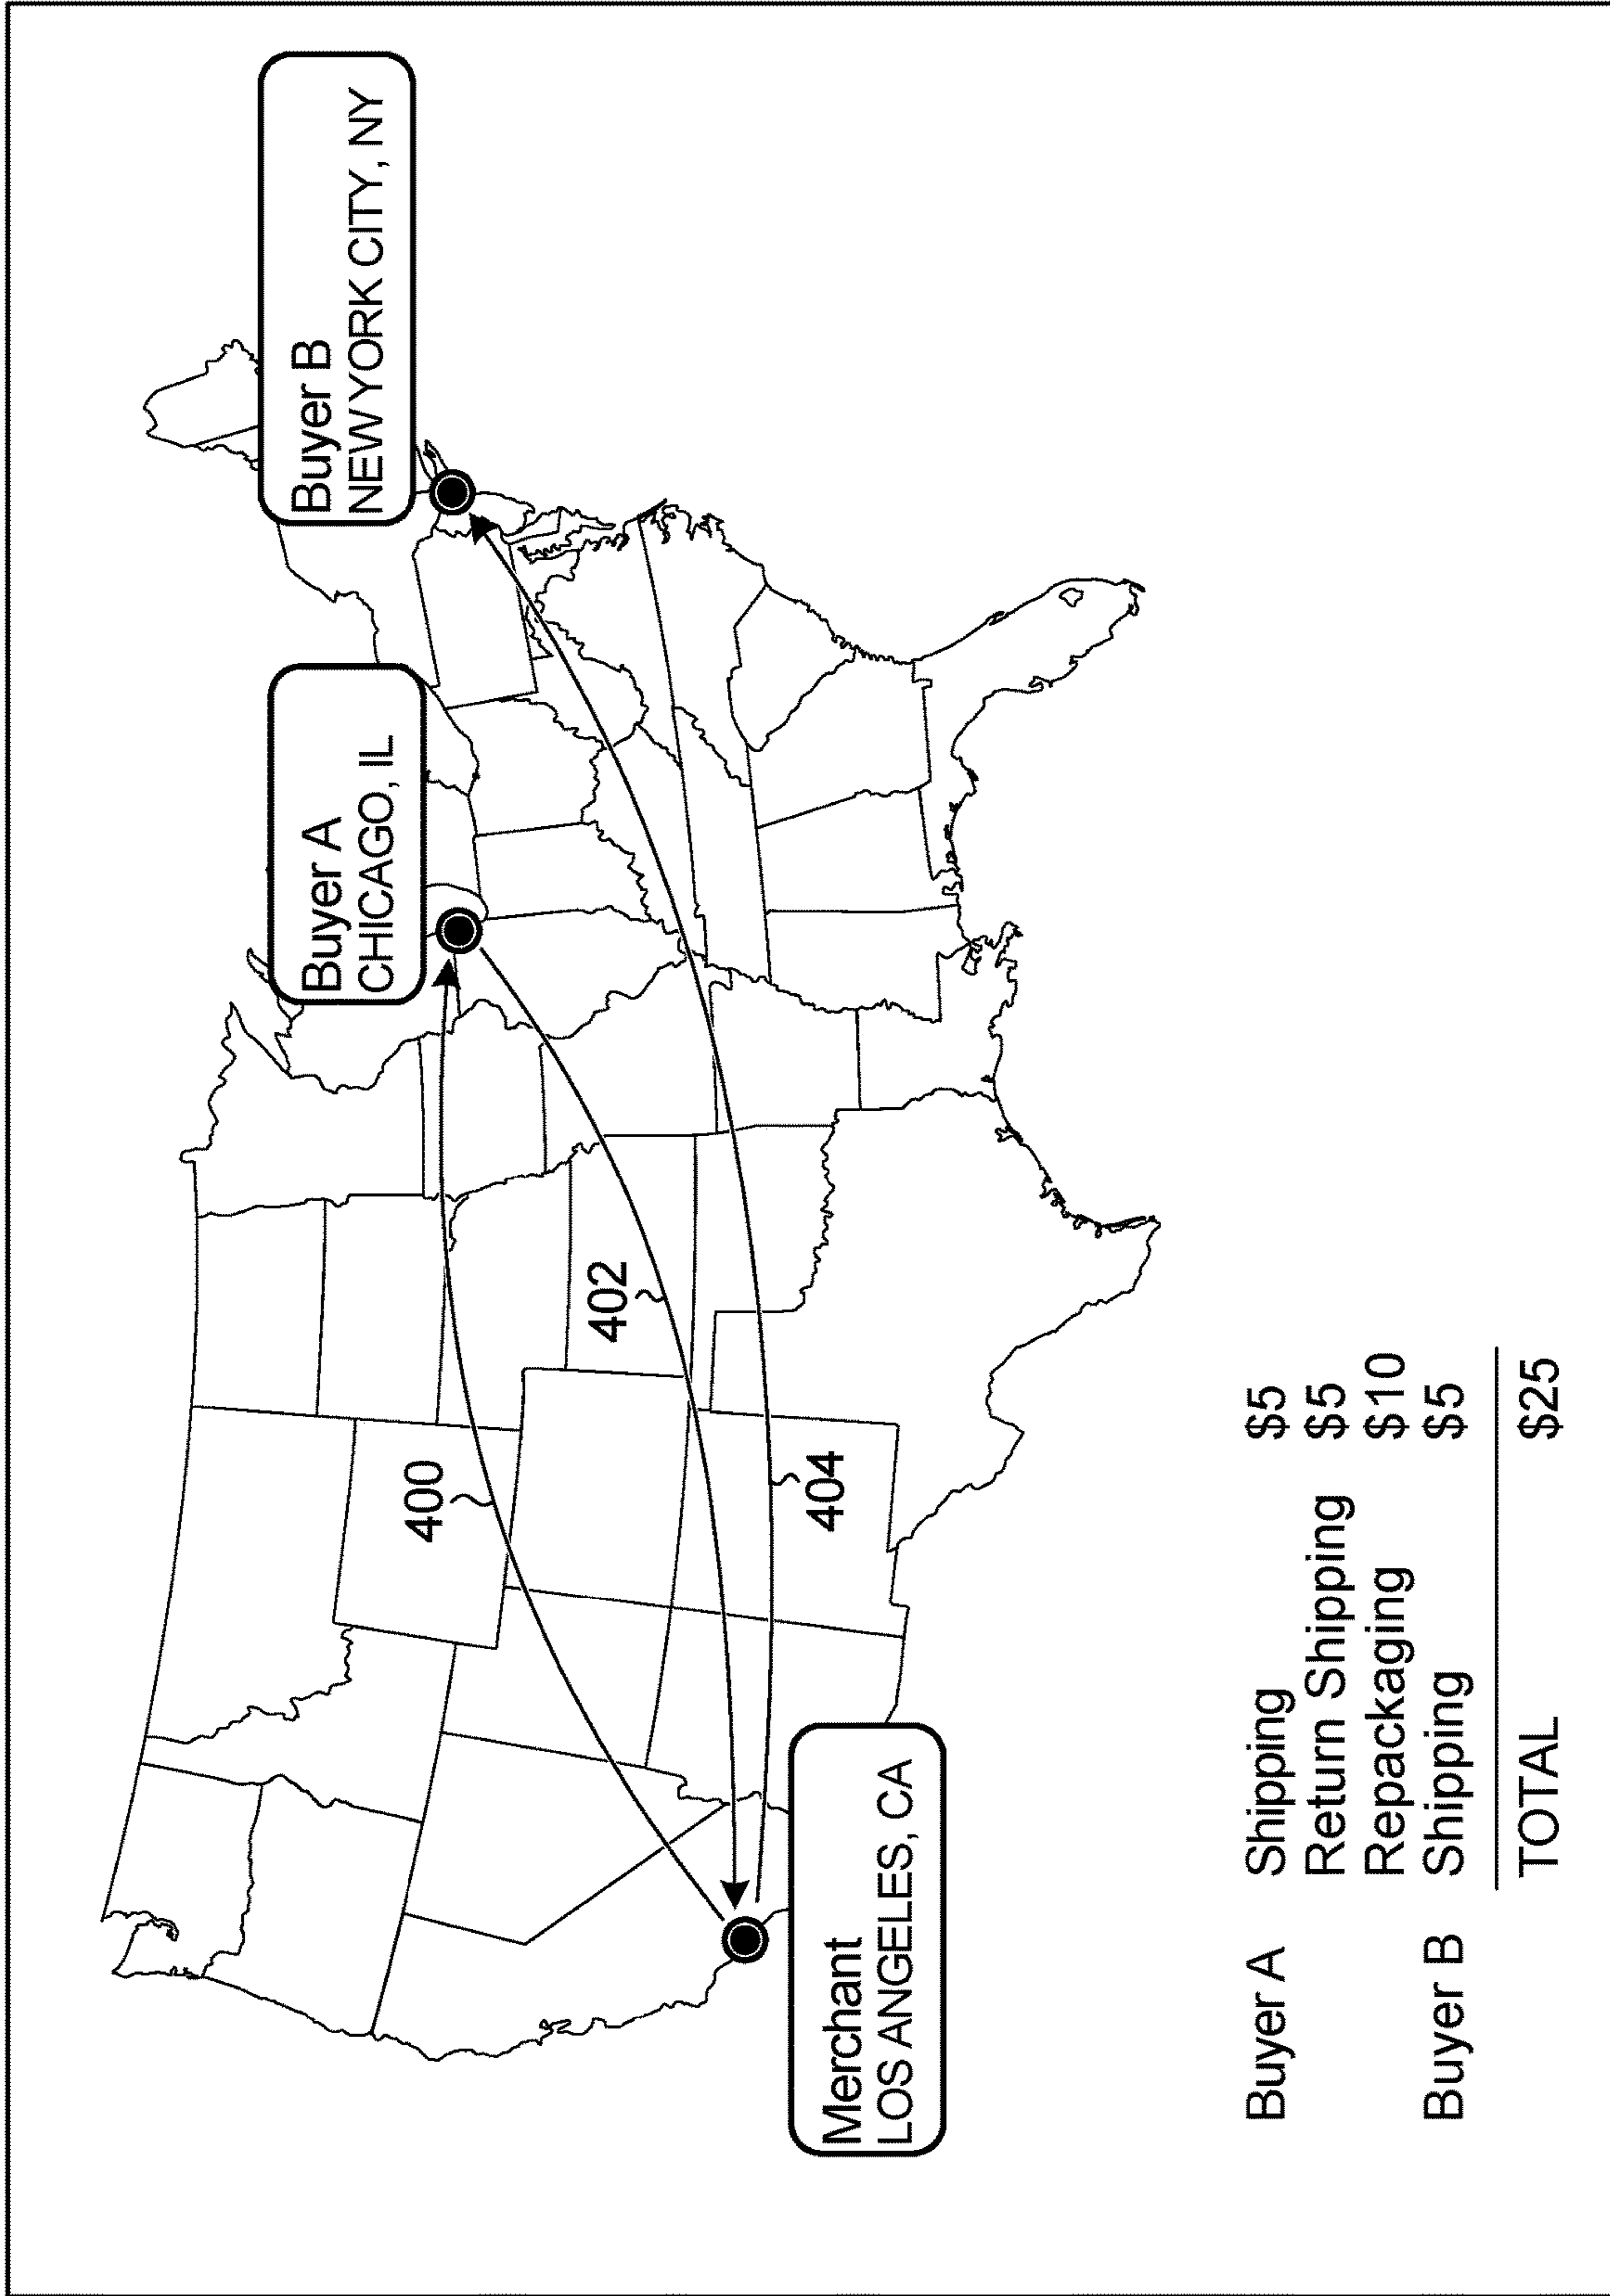 Buyer B
NEW YORK CITY, NY
Buyer A
CHICAGO, IL
400
402
404
Merchant
LOS ANGELES, CA
Buyer A Shipping $5
Return Shipping $5
Repackaging $10
Buyer B Shipping $5
TOTAL $25